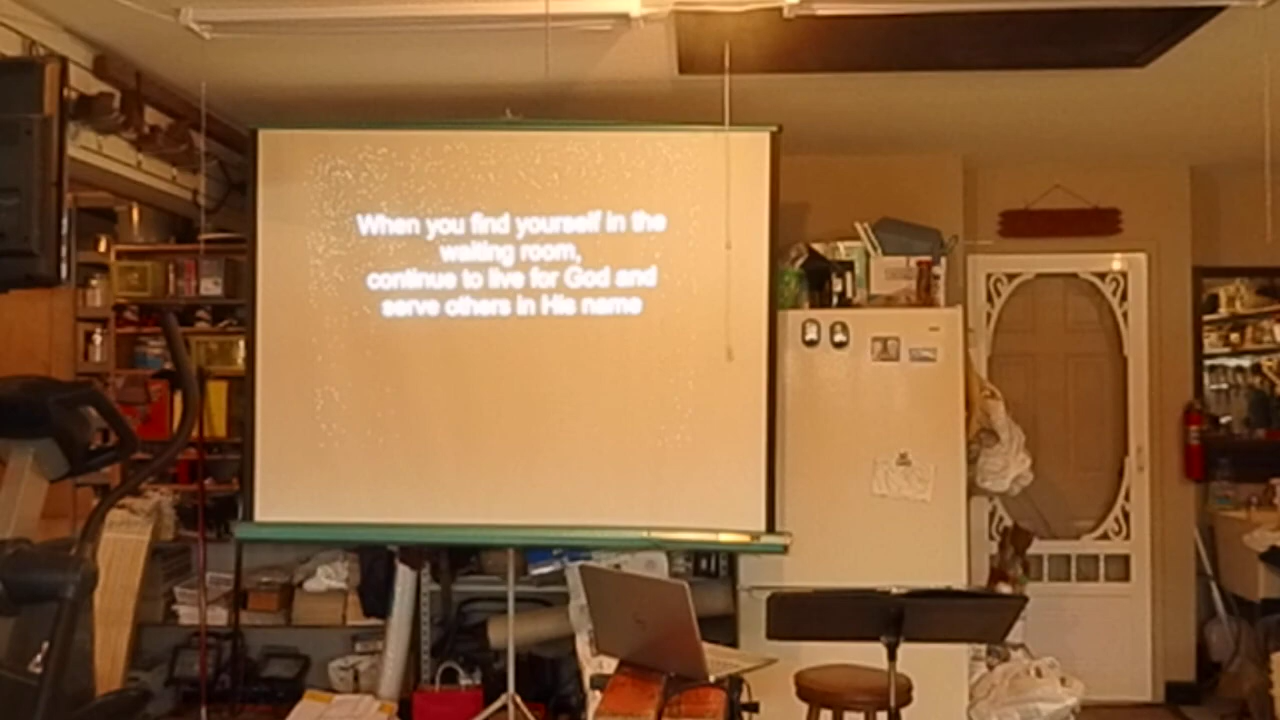 When you find yourself in the
waiting room,
continue to live for God and
serve others in His name